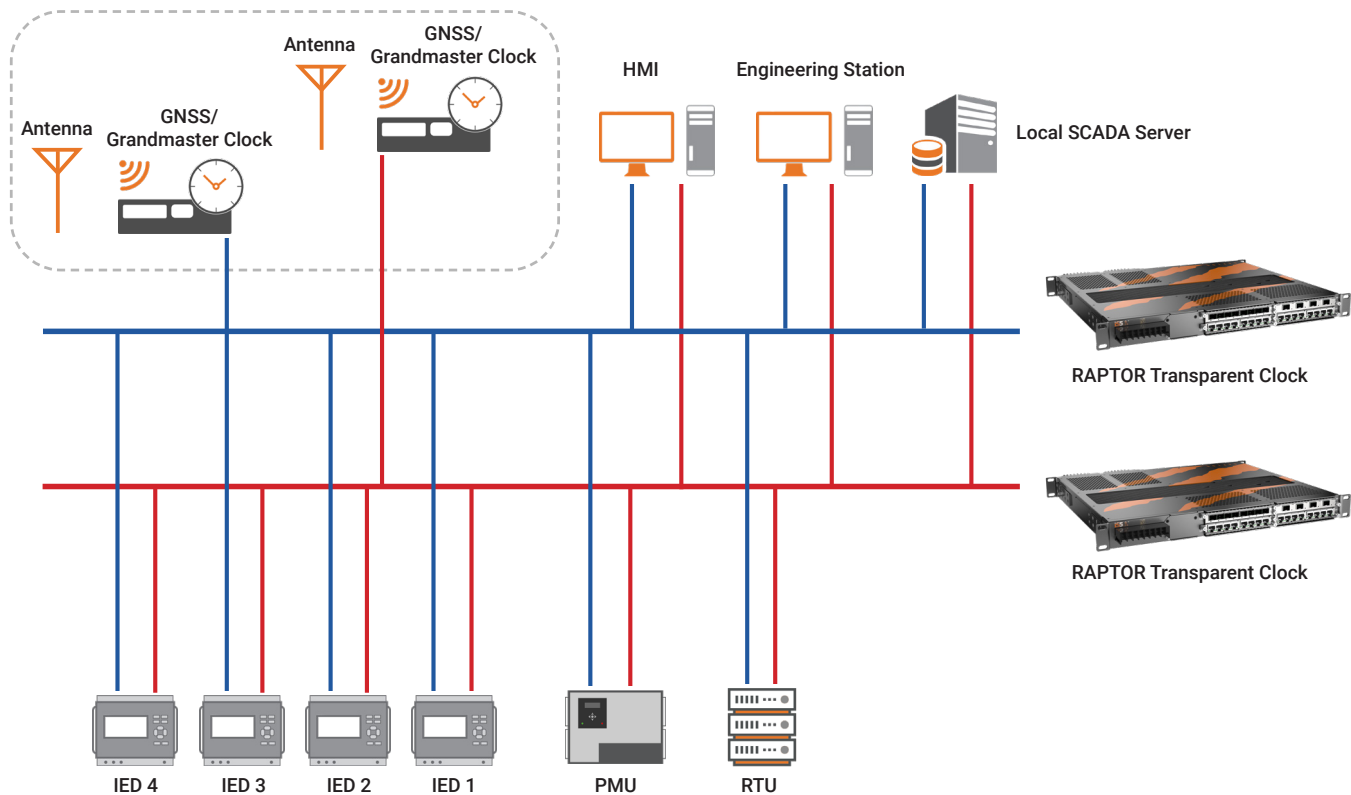 Antenna
GNSS/
Grandmaster Clock
Antenna
GNSS/
Grandmaster Clock
HMI
Engineering Station
Local SCADA Server
RAPTOR Transparent Clock
RAPTOR Transparent Clock
IED 4
IED 3
IED 2
IED 1
PMU
RTU